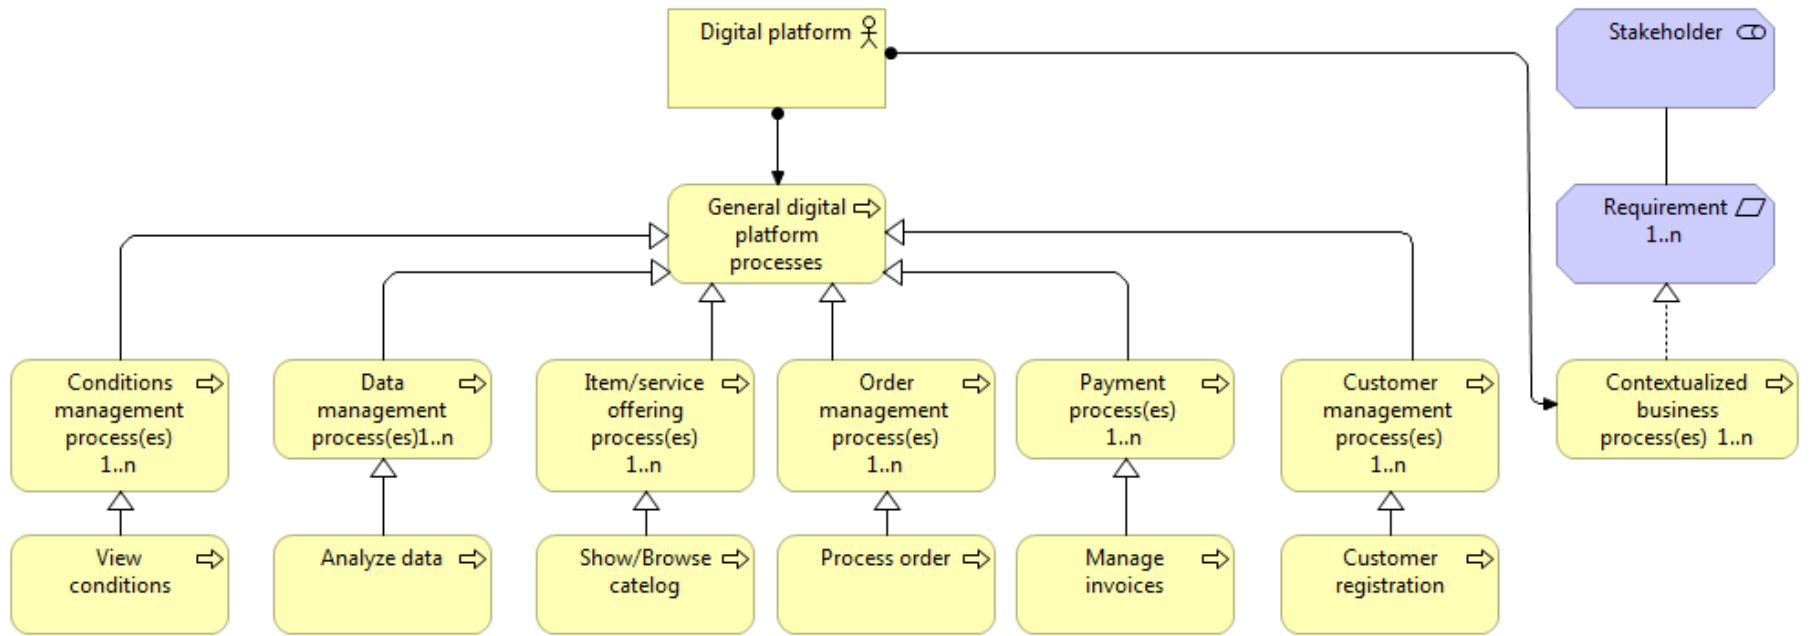 Digital platform
Stakeholder
General digital
platform
processes
Requirement
1..n
Conditions
management
process(es)
1..n
Data
management
process(es)1..n
Item/service
offering
process(es)
1..n
Order
management
process(es)
1..n
Payment
process(es)
1..n
Customer
management
process(es)
1..n
Contextualized
business
process(es) 1..n
View
conditions
Analyze data
Show/Browse
catelog
Process order
Manage
invoices
Customer
registration